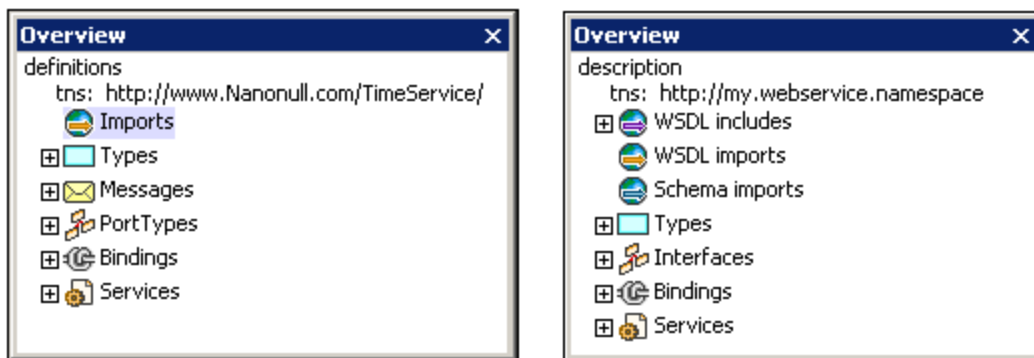 Overview
definitions
tns: http://www.Nanonull.com/TimeService/
Imports
Types
Messages
PortTypes
Bindings
Services
Overview
description
tns: http://my.webservice.namespace
WSDL includes
WSDL imports
Schema imports
Types
Interfaces
Bindings
Services